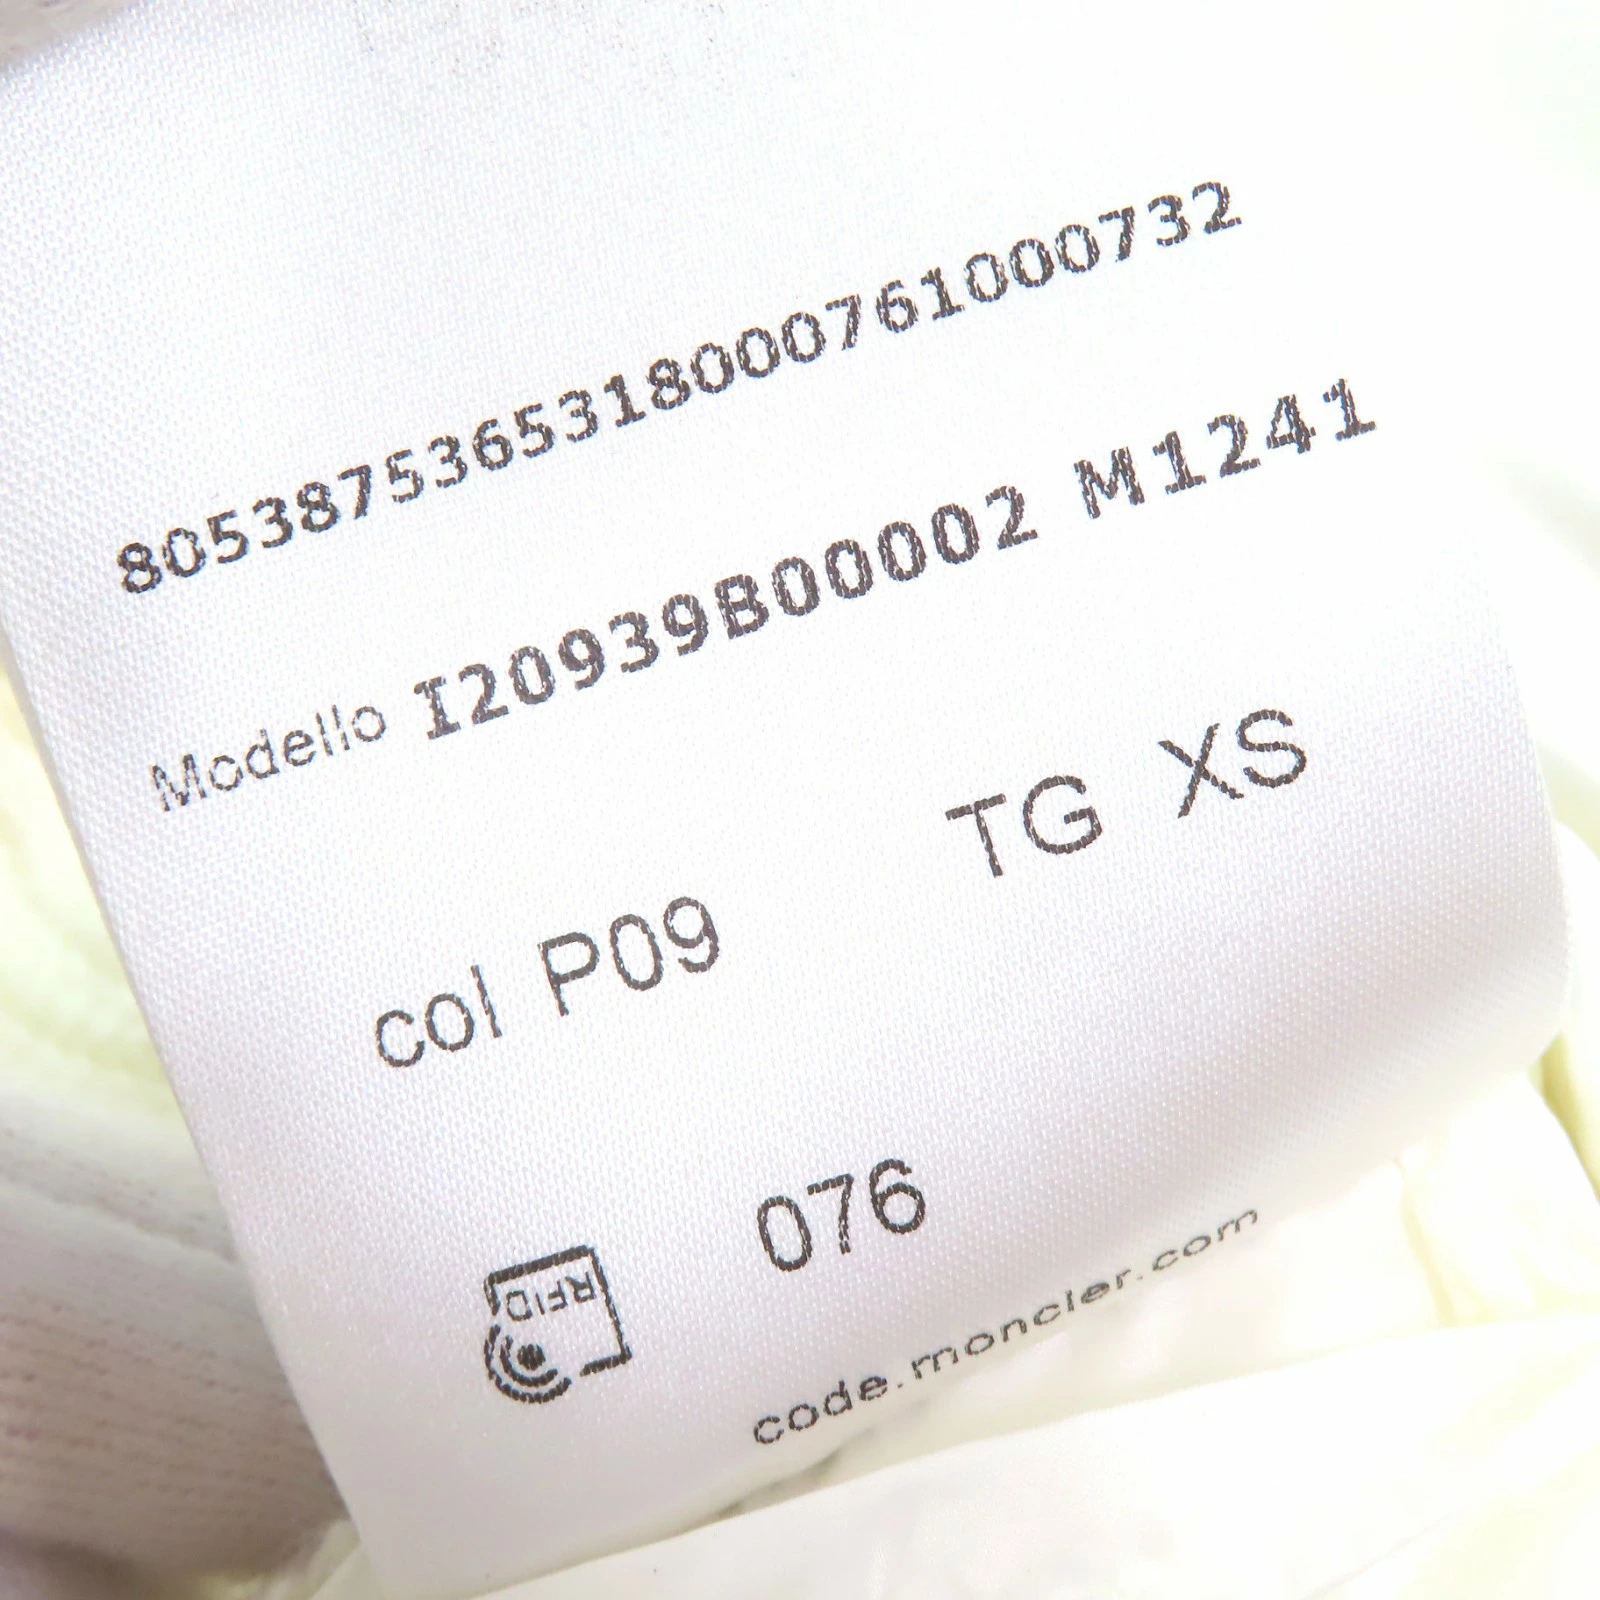 8053875365318000761000732
Modello I20939B00002 M1241
col P09 TG XS
076
RFID
code.moncler.com